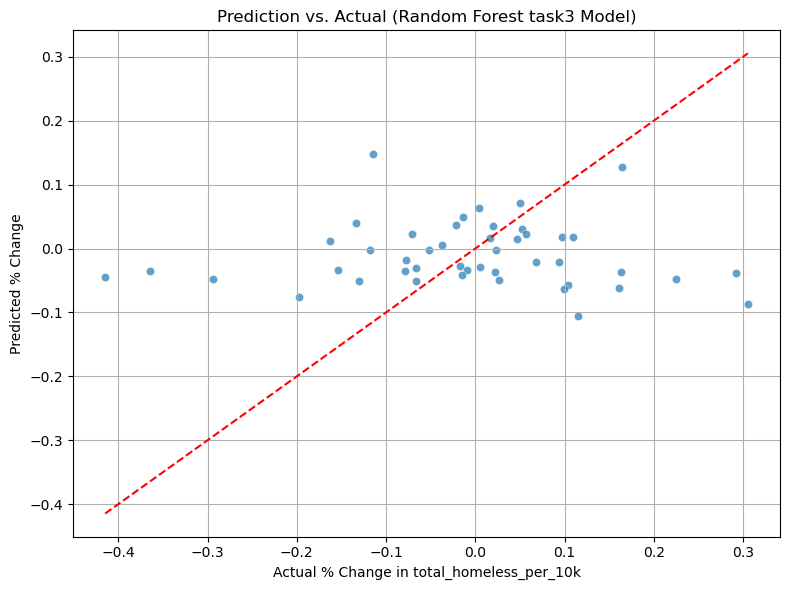 Prediction vs. Actual (Random Forest task3 Model)
Predicted % Change
0.3
0.2
0.1
0.0
−0.1
−0.2
−0.3
−0.4
−0.4 −0.3 −0.2 −0.1 0.0 0.1 0.2 0.3
Actual % Change in total_homeless_per_10k